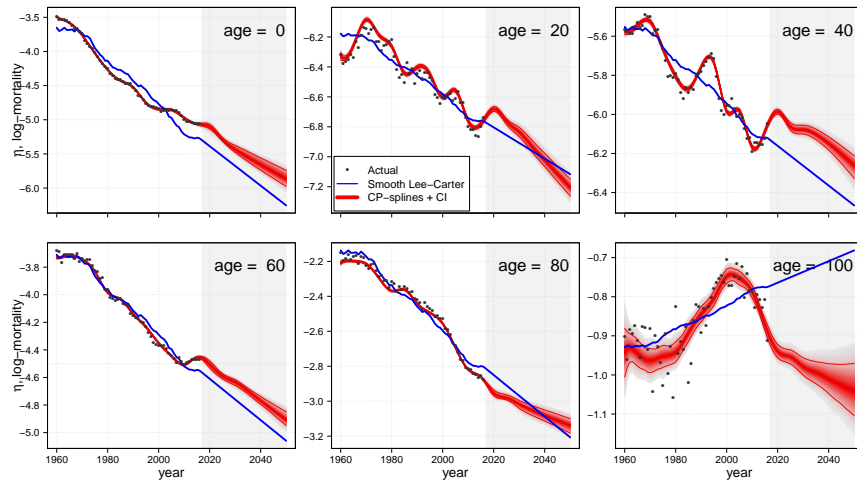 η, log−mortality
−3.5
−4.0
−4.5
−5.0
−5.5
−6.0
age = 0
−6.2
−6.4
−6.6
−6.8
−7.0
−7.2
age = 20
Actual
Smooth Lee−Carter
CP−splines + CI
−5.6
−5.8
−6.0
−6.2
−6.4
age = 40
η, log−mortality
−3.8
−4.0
−4.2
−4.4
−4.6
−4.8
−5.0
age = 60
1960 1980 2000 2020 2040
year
−2.2
−2.4
−2.6
−2.8
−3.0
−3.2
age = 80
1960 1980 2000 2020 2040
year
−0.7
−0.8
−0.9
−1.0
−1.1
age = 100
1960 1980 2000 2020 2040
year